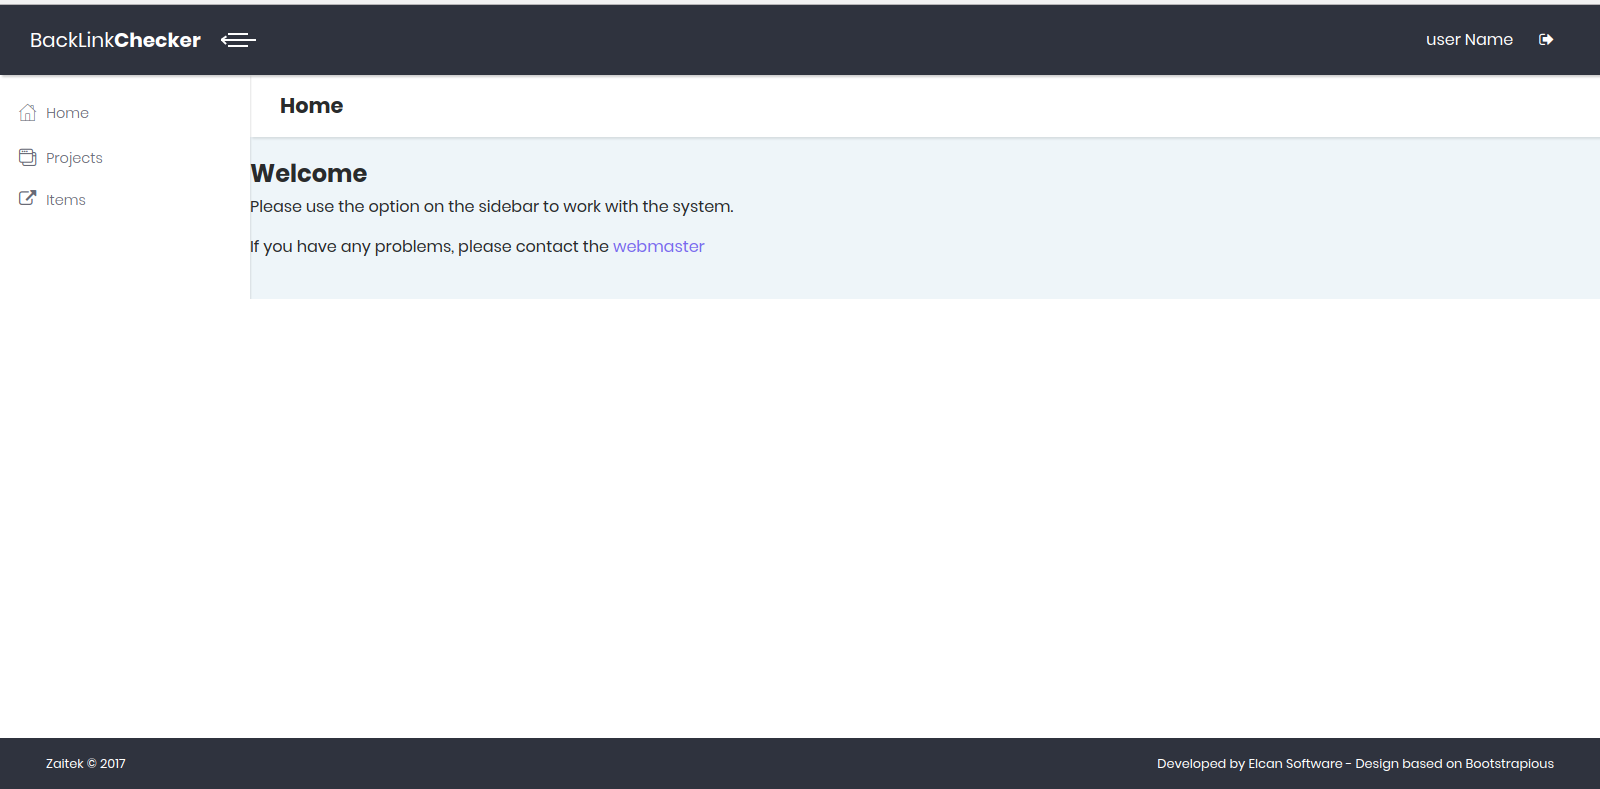 BackLinkChecker
user Name
Home
Projects
Items
Home
Welcome
Please use the option on the sidebar to work with the system.
If you have any problems, please contact the webmaster
Zaitek © 2017
Developed by Elcan Software - Design based on Bootstrapious